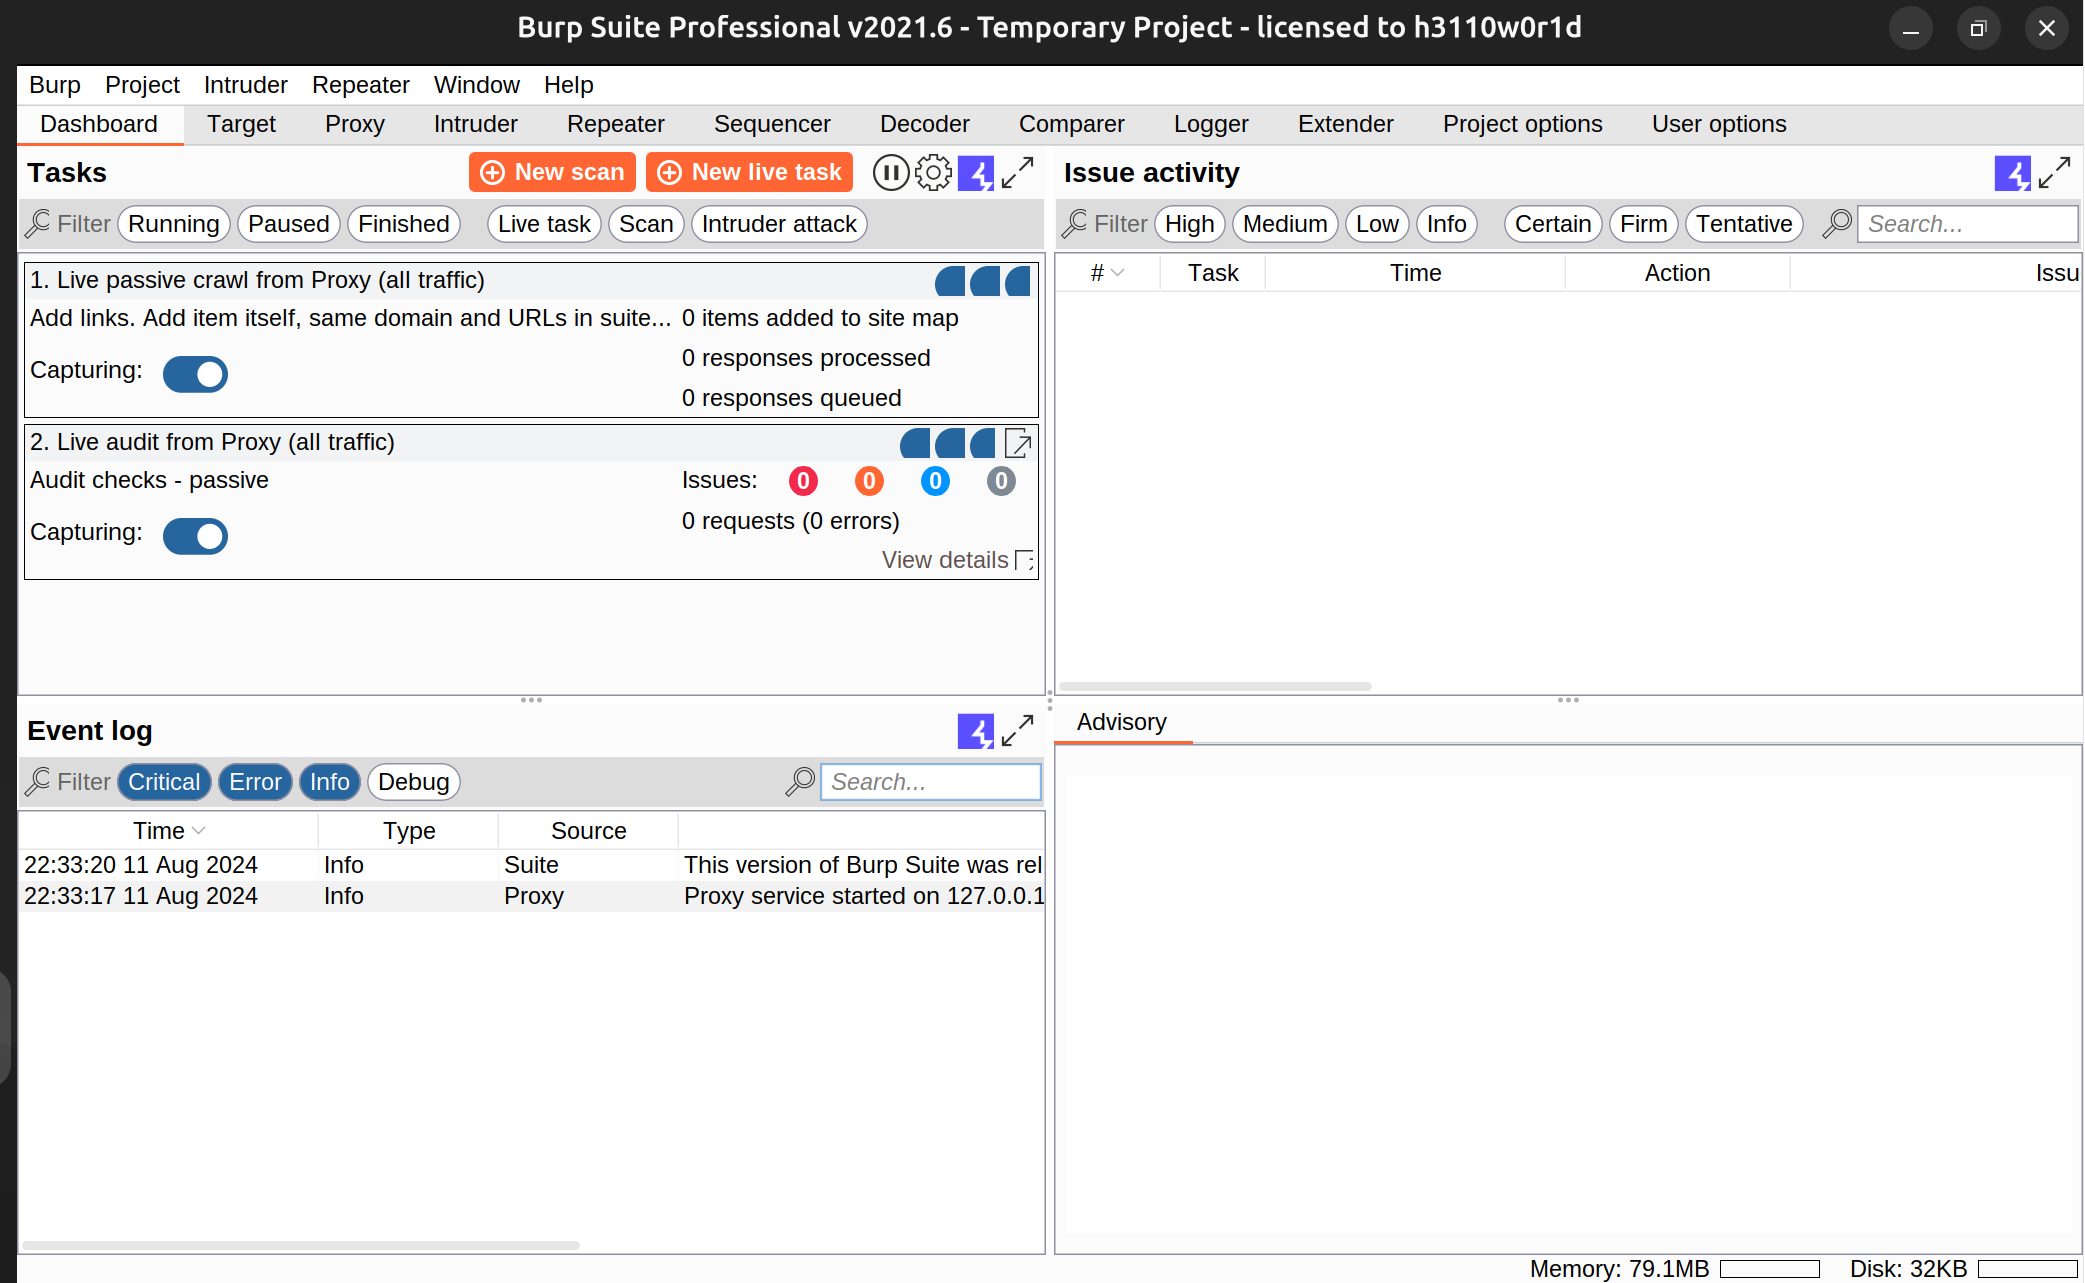 Burp Suite Professional v2021.6 - Temporary Project - licensed to h3110w0r1d
Burp Project Intruder Repeater Window Help
Dashboard Target Proxy Intruder Repeater Sequencer Decoder Comparer Logger Extender Project options User options
Tasks New scan New live task
Filter Running Paused Finished Live task Scan Intruder attack
1. Live passive crawl from Proxy (all traffic)
Add links. Add item itself, same domain and URLs in suite... 0 items added to site map
0 responses processed
Capturing:
0 responses queued
2. Live audit from Proxy (all traffic)
Audit checks - passive Issues: 0 0 0 0
0 requests (0 errors)
Capturing:
View details
Issue activity
Filter High Medium Low Info Certain Firm Tentative Search...
# Task Time Action Issu
Event log
Filter Critical Error Info Debug Search...
Time Type Source
22:33:20 11 Aug 2024 Info Suite This version of Burp Suite was rel
22:33:17 11 Aug 2024 Info Proxy Proxy service started on 127.0.0.1
Advisory
Memory: 79.1MB Disk: 32KB